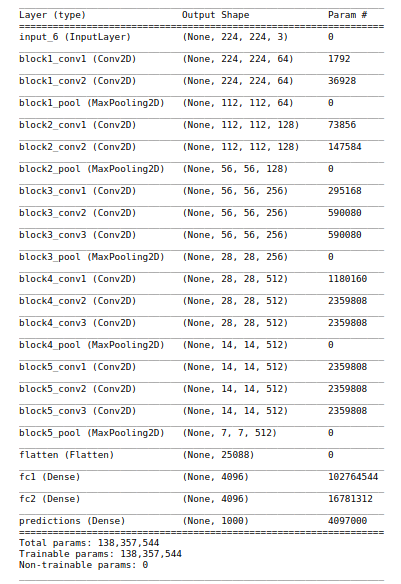 Layer (type) Output Shape Param #
input_6 (InputLayer) (None, 224, 224, 3) 0
block1_conv1 (Conv2D) (None, 224, 224, 64) 1792
block1_conv2 (Conv2D) (None, 224, 224, 64) 36928
block1_pool (MaxPooling2D) (None, 112, 112, 64) 0
block2_conv1 (Conv2D) (None, 112, 112, 128) 73856
block2_conv2 (Conv2D) (None, 112, 112, 128) 147584
block2_pool (MaxPooling2D) (None, 56, 56, 128) 0
block3_conv1 (Conv2D) (None, 56, 56, 256) 295168
block3_conv2 (Conv2D) (None, 56, 56, 256) 590080
block3_conv3 (Conv2D) (None, 56, 56, 256) 590080
block3_pool (MaxPooling2D) (None, 28, 28, 256) 0
block4_conv1 (Conv2D) (None, 28, 28, 512) 1180160
block4_conv2 (Conv2D) (None, 28, 28, 512) 2359808
block4_conv3 (Conv2D) (None, 28, 28, 512) 2359808
block4_pool (MaxPooling2D) (None, 14, 14, 512) 0
block5_conv1 (Conv2D) (None, 14, 14, 512) 2359808
block5_conv2 (Conv2D) (None, 14, 14, 512) 2359808
block5_conv3 (Conv2D) (None, 14, 14, 512) 2359808
block5_pool (MaxPooling2D) (None, 7, 7, 512) 0
flatten (Flatten) (None, 25088) 0
fc1 (Dense) (None, 4096) 102764544
fc2 (Dense) (None, 4096) 16781312
predictions (Dense) (None, 1000) 4097000
Total params: 138,357,544
Trainable params: 138,357,544
Non-trainable params: 0